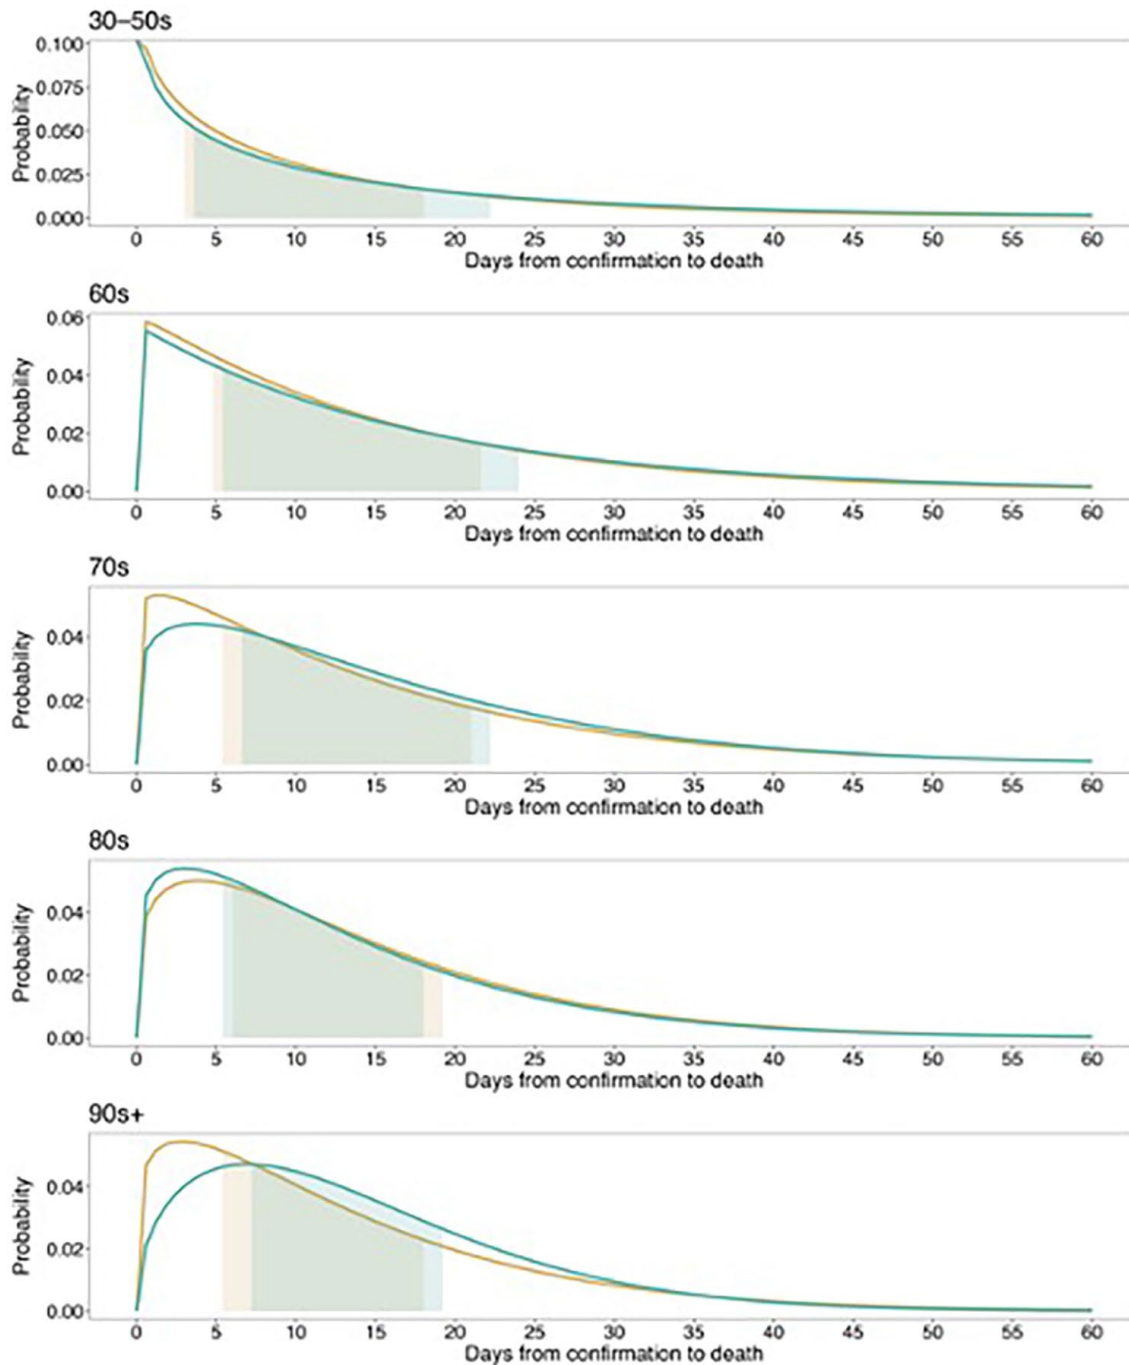 30–50s
0.100
0.075
0.050
0.025
0.000
Probability
0 5 10 15 20 25 30 35 40 45 50 55 60
Days from confirmation to death
60s
0.06
0.04
0.02
0.00
Probability
0 5 10 15 20 25 30 35 40 45 50 55 60
Days from confirmation to death
70s
0.04
0.02
0.00
Probability
0 5 10 15 20 25 30 35 40 45 50 55 60
Days from confirmation to death
80s
0.04
0.02
0.00
Probability
0 5 10 15 20 25 30 35 40 45 50 55 60
Days from confirmation to death
90s+
0.04
0.02
0.00
Probability
0 5 10 15 20 25 30 35 40 45 50 55 60
Days from confirmation to death